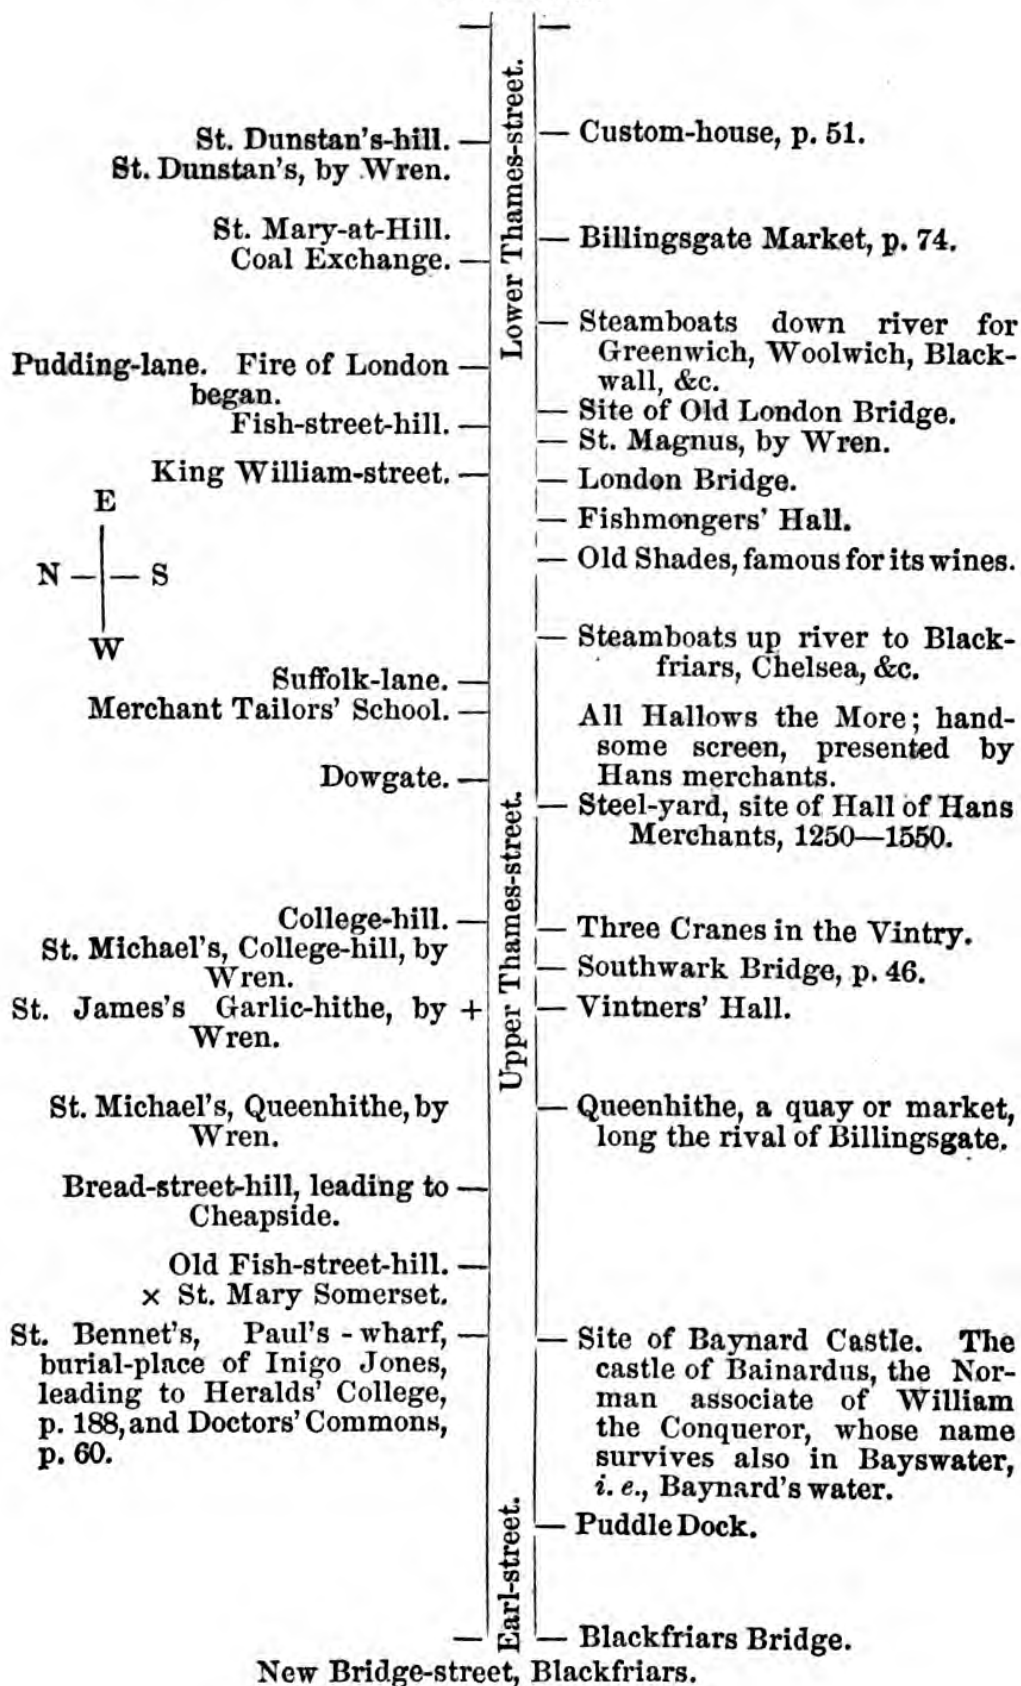 St. Dunstan's-hill.
St. Dunstan's, by Wren.
St. Mary-at-Hill.
Coal Exchange.
Pudding-lane. Fire of London
began.
Fish-street-hill.
King William-street.
E
N S
W
Suffolk-lane.
Merchant Tailors' School.
Dowgate.
College-hill.
St. Michael's, College-hill, by
Wren.
St. James's Garlic-hithe, by +
Wren.
St. Michael's, Queenhithe, by
Wren.
Bread-street-hill, leading to
Cheapside.
Old Fish-street-hill.
× St. Mary Somerset.
St. Bennet's, Paul's-wharf,
burial-place of Inigo Jones,
leading to Heralds' College,
p. 188, and Doctors' Commons,
p. 60.
Lower Thames-street.
Upper Thames-street.
Earl-street.
Custom-house, p. 51.
Billingsgate Market, p. 74.
Steamboats down river for
Greenwich, Woolwich, Black-
wall, &c.
Site of Old London Bridge.
St. Magnus, by Wren.
London Bridge.
Fishmongers' Hall.
Old Shades, famous for its wines.
Steamboats up river to Black-
friars, Chelsea, &c.
All Hallows the More; hand-
some screen, presented by
Hans merchants.
Steel-yard, site of Hall of Hans
Merchants, 1250—1550.
Three Cranes in the Vintry.
Southwark Bridge, p. 46.
Vintners' Hall.
Queenhithe, a quay or market,
long the rival of Billingsgate.
Site of Baynard Castle. The
castle of Bainardus, the Nor-
man associate of William
the Conqueror, whose name
survives also in Bayswater,
i. e., Baynard's water.
Puddle Dock.
Blackfriars Bridge.
New Bridge-street, Blackfriars.